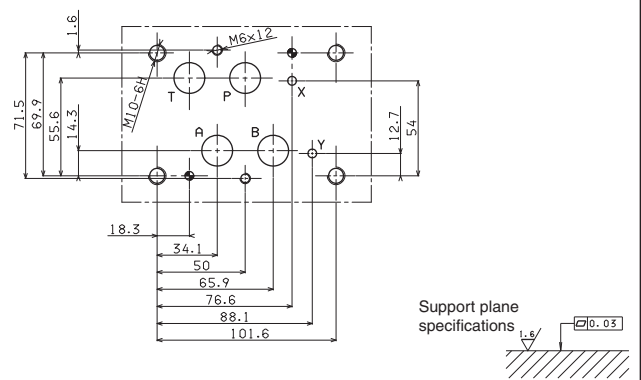 1.6
M6x12
M10-6H
T
P
X
A
B
Y
71.5
69.9
55.6
14.3
12.7
54
18.3
34.1
50
65.9
76.6
88.1
101.6
Support plane
specifications
1.6
0.03